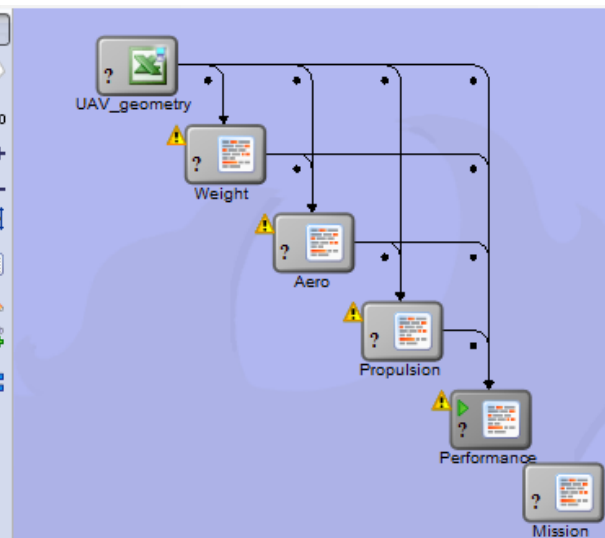 UAV_geometry
Weight
Aero
Propulsion
Performance
Mission